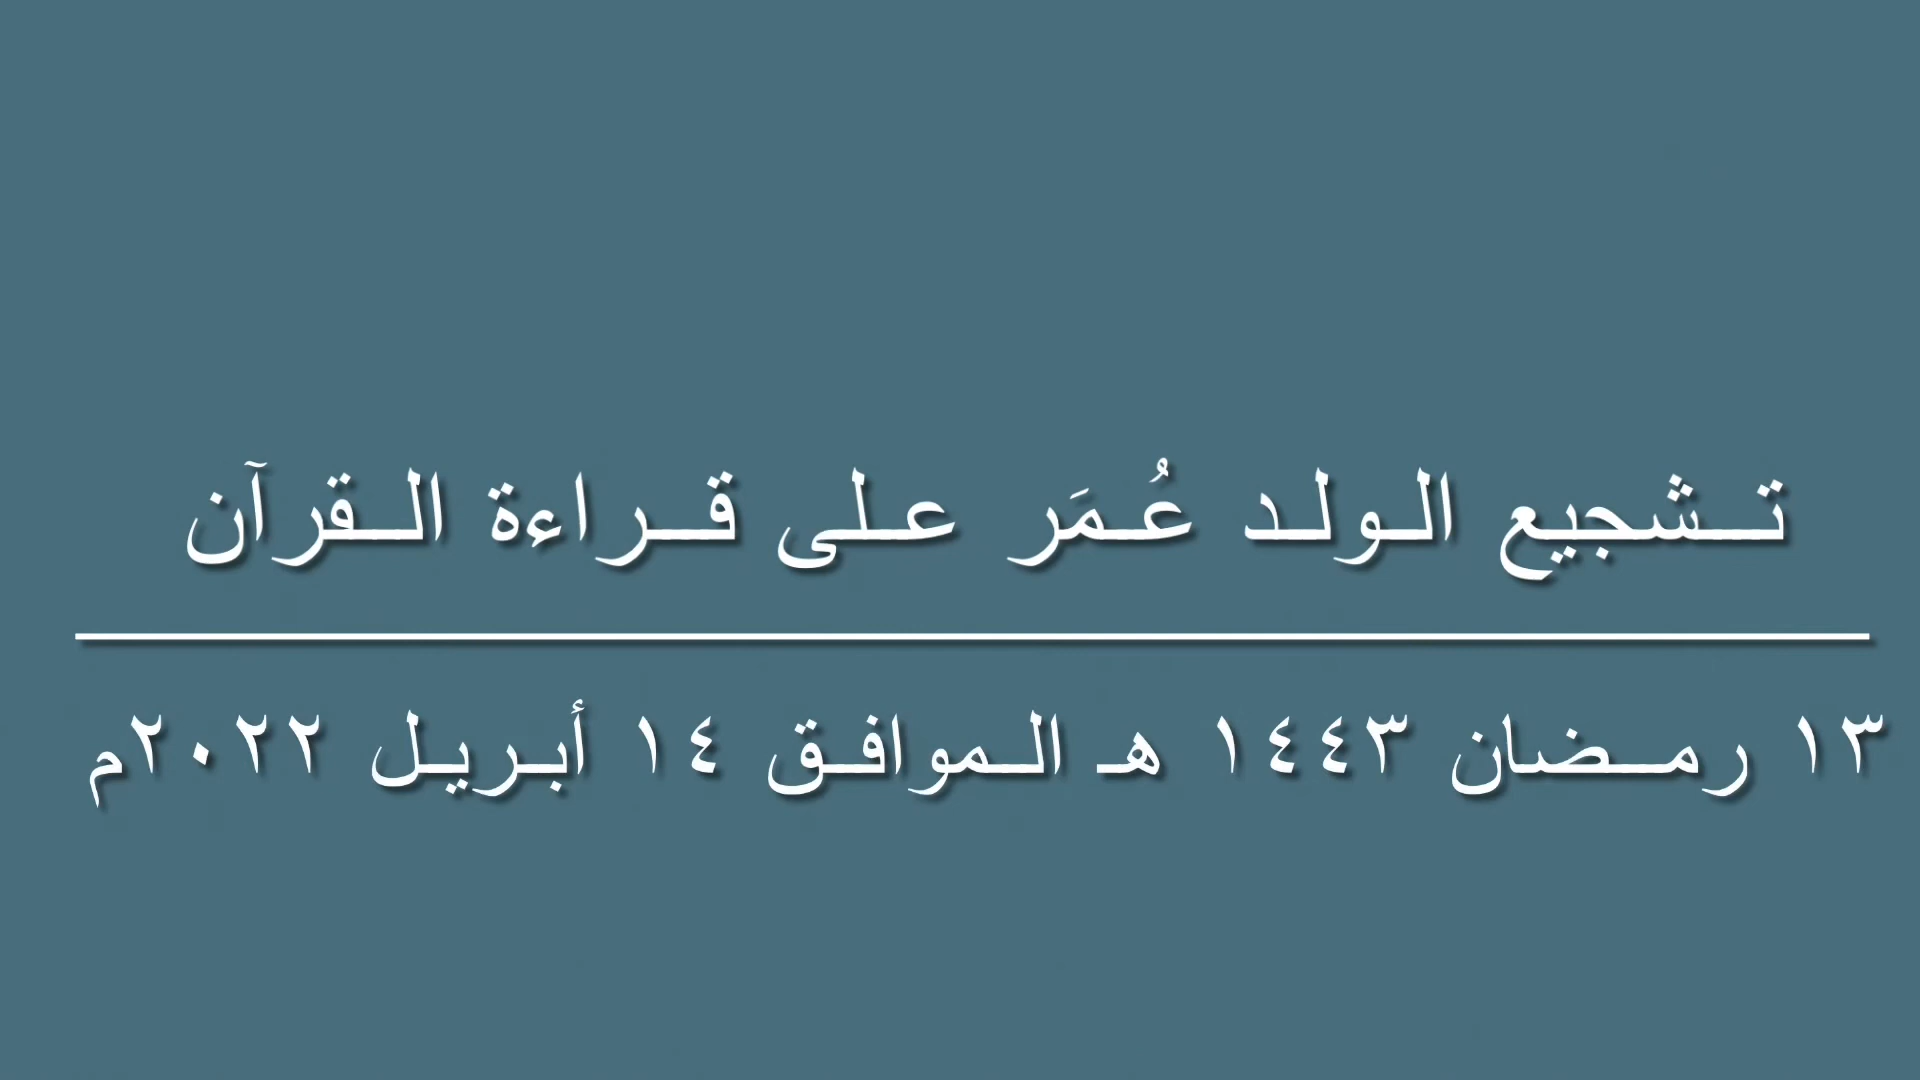 تشجيع الولد عُمَر على قراءة القرآن
١٣ رمضان ١٤٤٣ هـ الموافق ١٤ أبريل ٢٠٢٢م